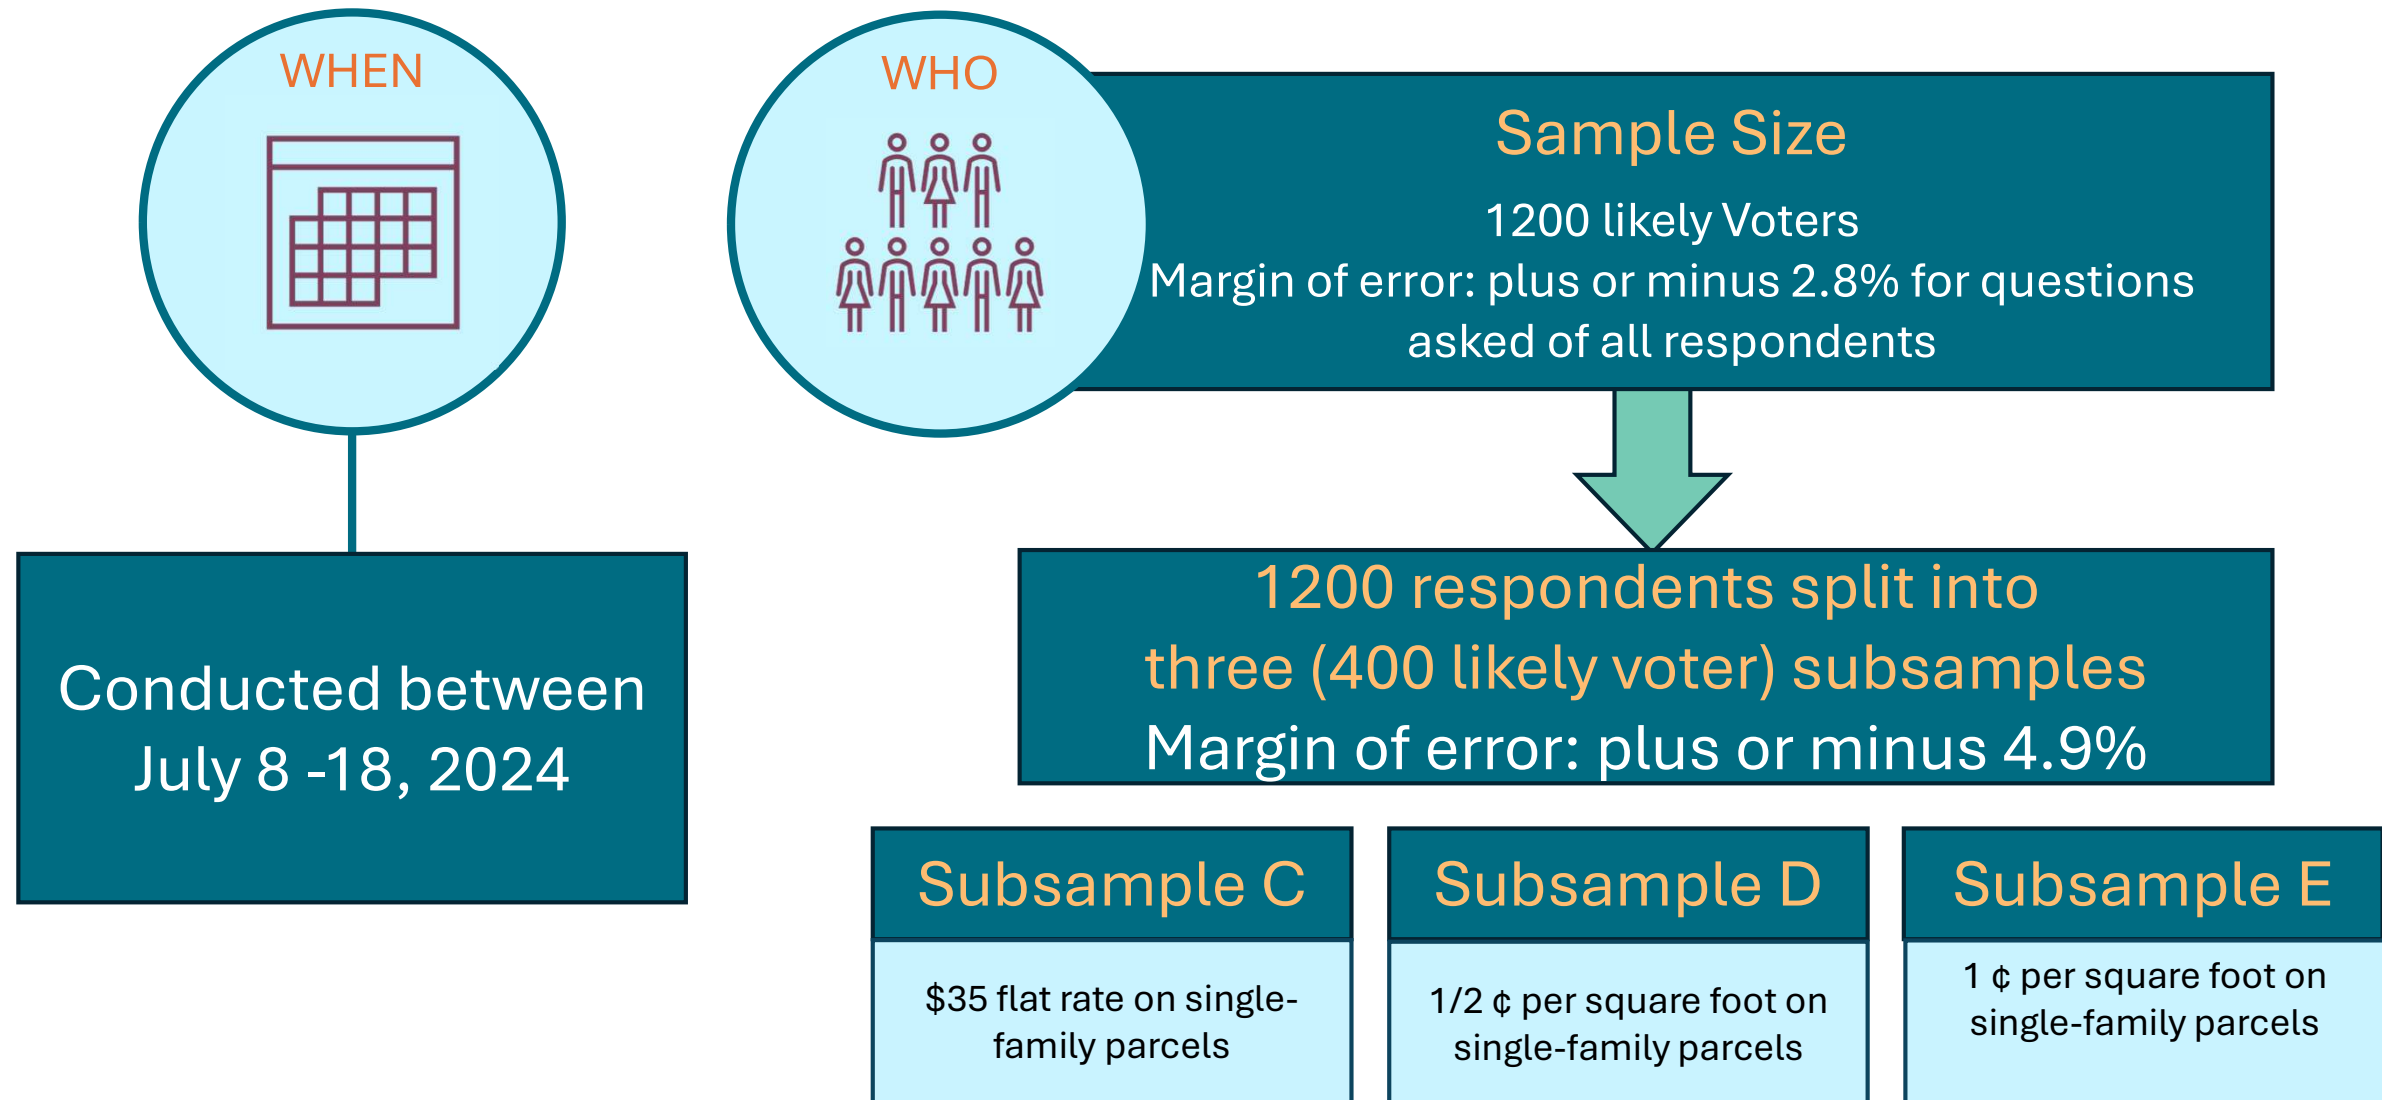 WHEN
Conducted between
July 8 -18, 2024
WHO
Sample Size
1200 likely Voters
Margin of error: plus or minus 2.8% for questions
asked of all respondents
1200 respondents split into
three (400 likely voter) subsamples
Margin of error: plus or minus 4.9%
Subsample C
$35 flat rate on single-
family parcels
Subsample D
1/2 ¢ per square foot on
single-family parcels
Subsample E
1 ¢ per square foot on
single-family parcels